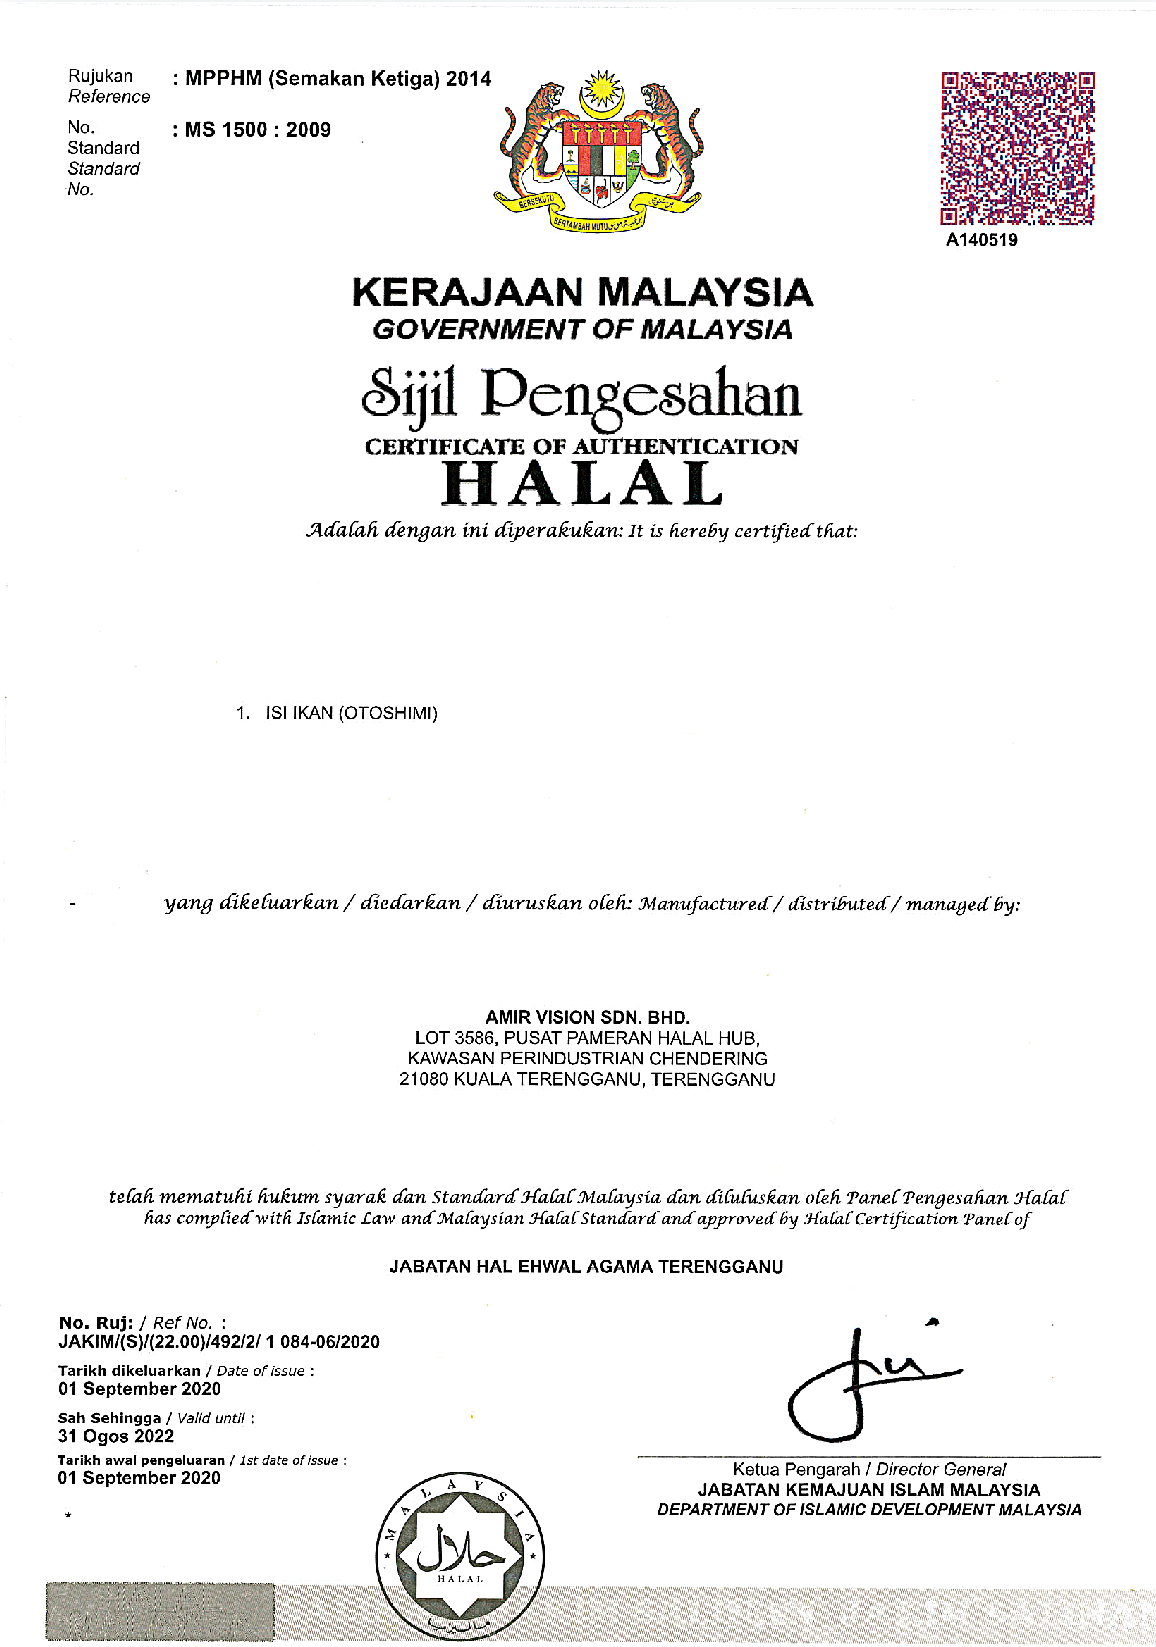 Rujukan : MPPHM (Semakan Ketiga) 2014
Reference
No. : MS 1500 : 2009
Standard
Standard
No.
BERSEKUTU
BERTAMBAH MUTU
A140519
KERAJAAN MALAYSIA
GOVERNMENT OF MALAYSIA
Sijil Pengesahan
CERTIFICATE OF AUTHENTICATION
HALAL
Adalah dengan ini diperakukan: It is hereby certified that:
1. ISI IKAN (OTOSHIMI)
- yang dikeluarkan / diedarkan / diuruskan oleh: Manufactured / distributed / managed by:
AMIR VISION SDN. BHD.
LOT 3586, PUSAT PAMERAN HALAL HUB,
KAWASAN PERINDUSTRIAN CHENDERING
21080 KUALA TERENGGANU, TERENGGANU
telah mematuhi hukum syarak dan Standard Halal Malaysia dan diluluskan oleh Panel Pengesahan Halal
has complied with Islamic Law and Malaysian Halal Standard and approved by Halal Certification Panel of
JABATAN HAL EHWAL AGAMA TERENGGANU
No. Ruj: / Ref No. :
JAKIM/(S)/(22.00)/492/2/ 1 084-06/2020
Tarikh dikeluarkan / Date of issue :
01 September 2020
Sah Sehingga / Valid until :
31 Ogos 2022
Tarikh awal pengeluaran / 1st date of issue :
01 September 2020
*
Ketua Pengarah / Director General
JABATAN KEMAJUAN ISLAM MALAYSIA
DEPARTMENT OF ISLAMIC DEVELOPMENT MALAYSIA
MALAYSIA
حلال
HALAL
ماليزيا